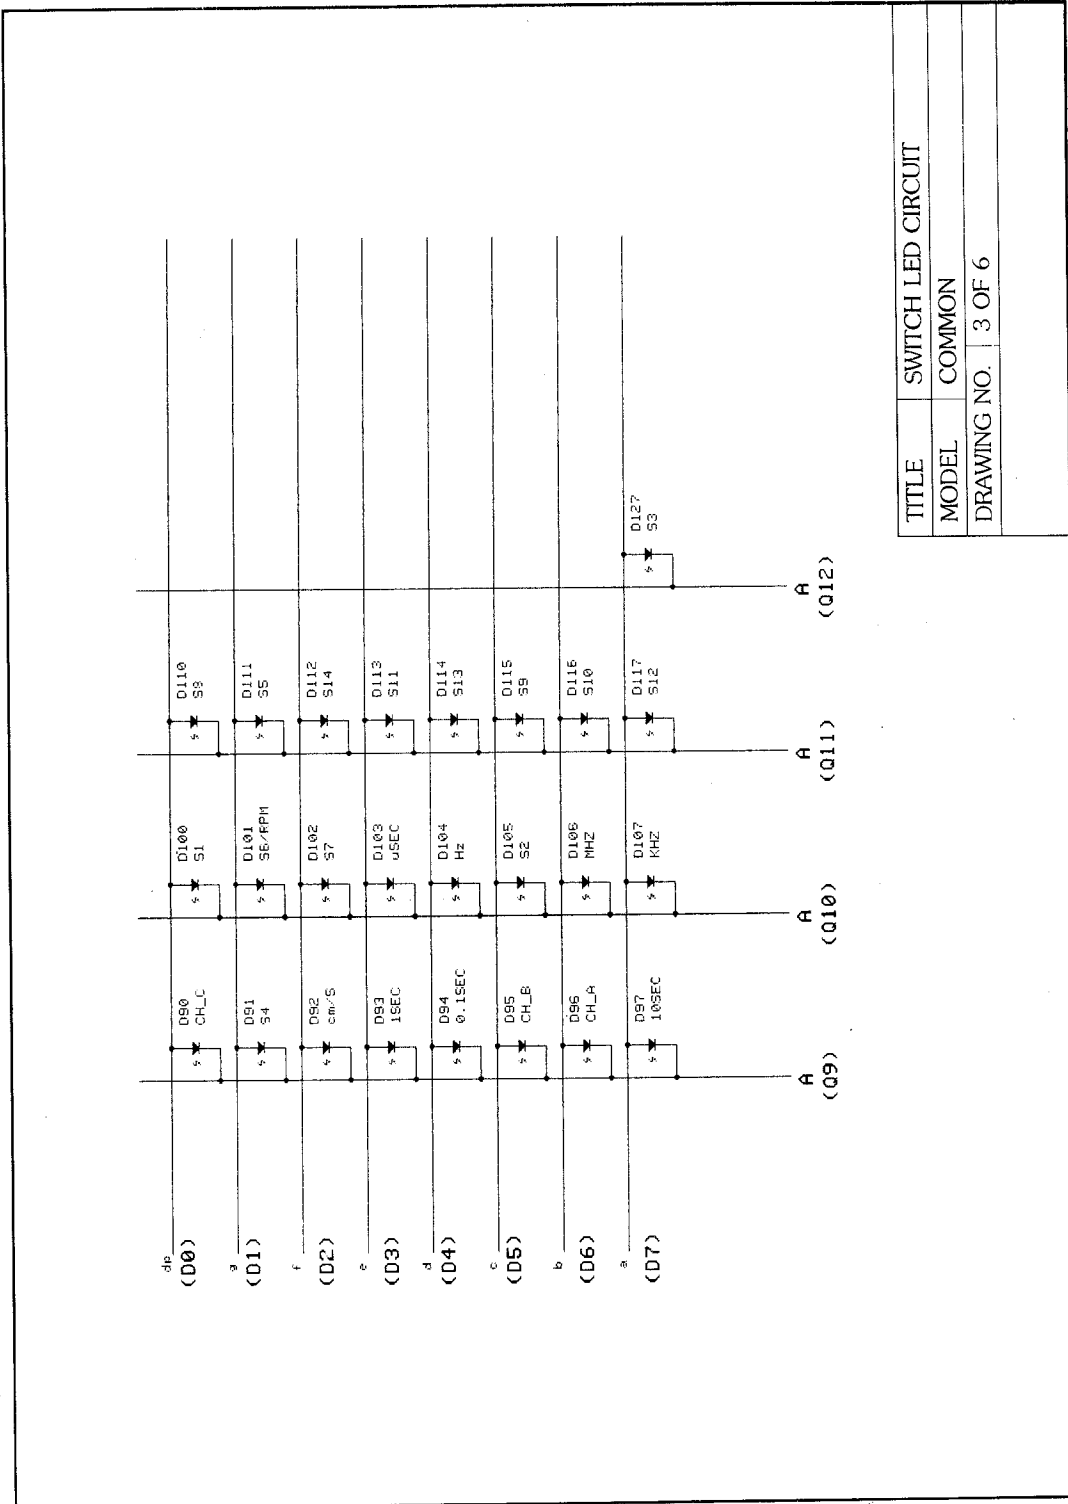 dp
(D0)
D90
CH_C
D100
S1
D110
S8
g
(D1)
D91
S4
D101
S6/RPM
D111
S5
f
(D2)
D92
cm/S
D102
S7
D112
S14
e
(D3)
D93
1SEC
D103
uSEC
D113
S11
d
(D4)
D94
0.1SEC
D104
Hz
D114
S13
c
(D5)
D95
CH_B
D105
S2
D115
S9
b
(D6)
D96
CH_A
D106
MHZ
D116
S10
a
(D7)
D97
10SEC
D107
KHZ
D117
S12
D127
S3
A
(Q9)
A
(Q10)
A
(Q11)
A
(Q12)
TITLE SWITCH LED CIRCUIT
MODEL COMMON
DRAWING NO. 3 OF 6